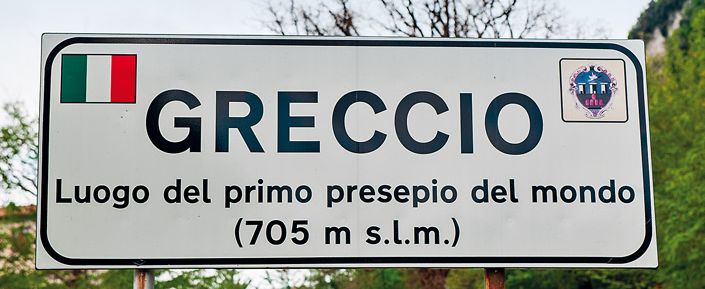 GRECCIO
Luogo del primo presepio del mondo
(705 m s.l.m.)